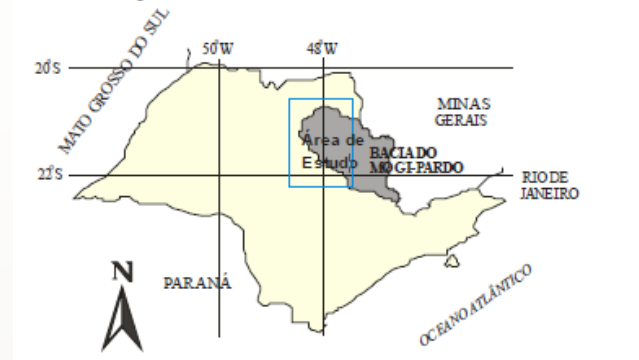 MATO GROSSO DO SUL
50°W
48°W
20°S
MINAS
GERAIS
Área de
Estudo
BACIA DO
MOGI-PARDO
22°S
RIO DE
JANEIRO
N
PARANÁ
OCEANO ATLÂNTICO